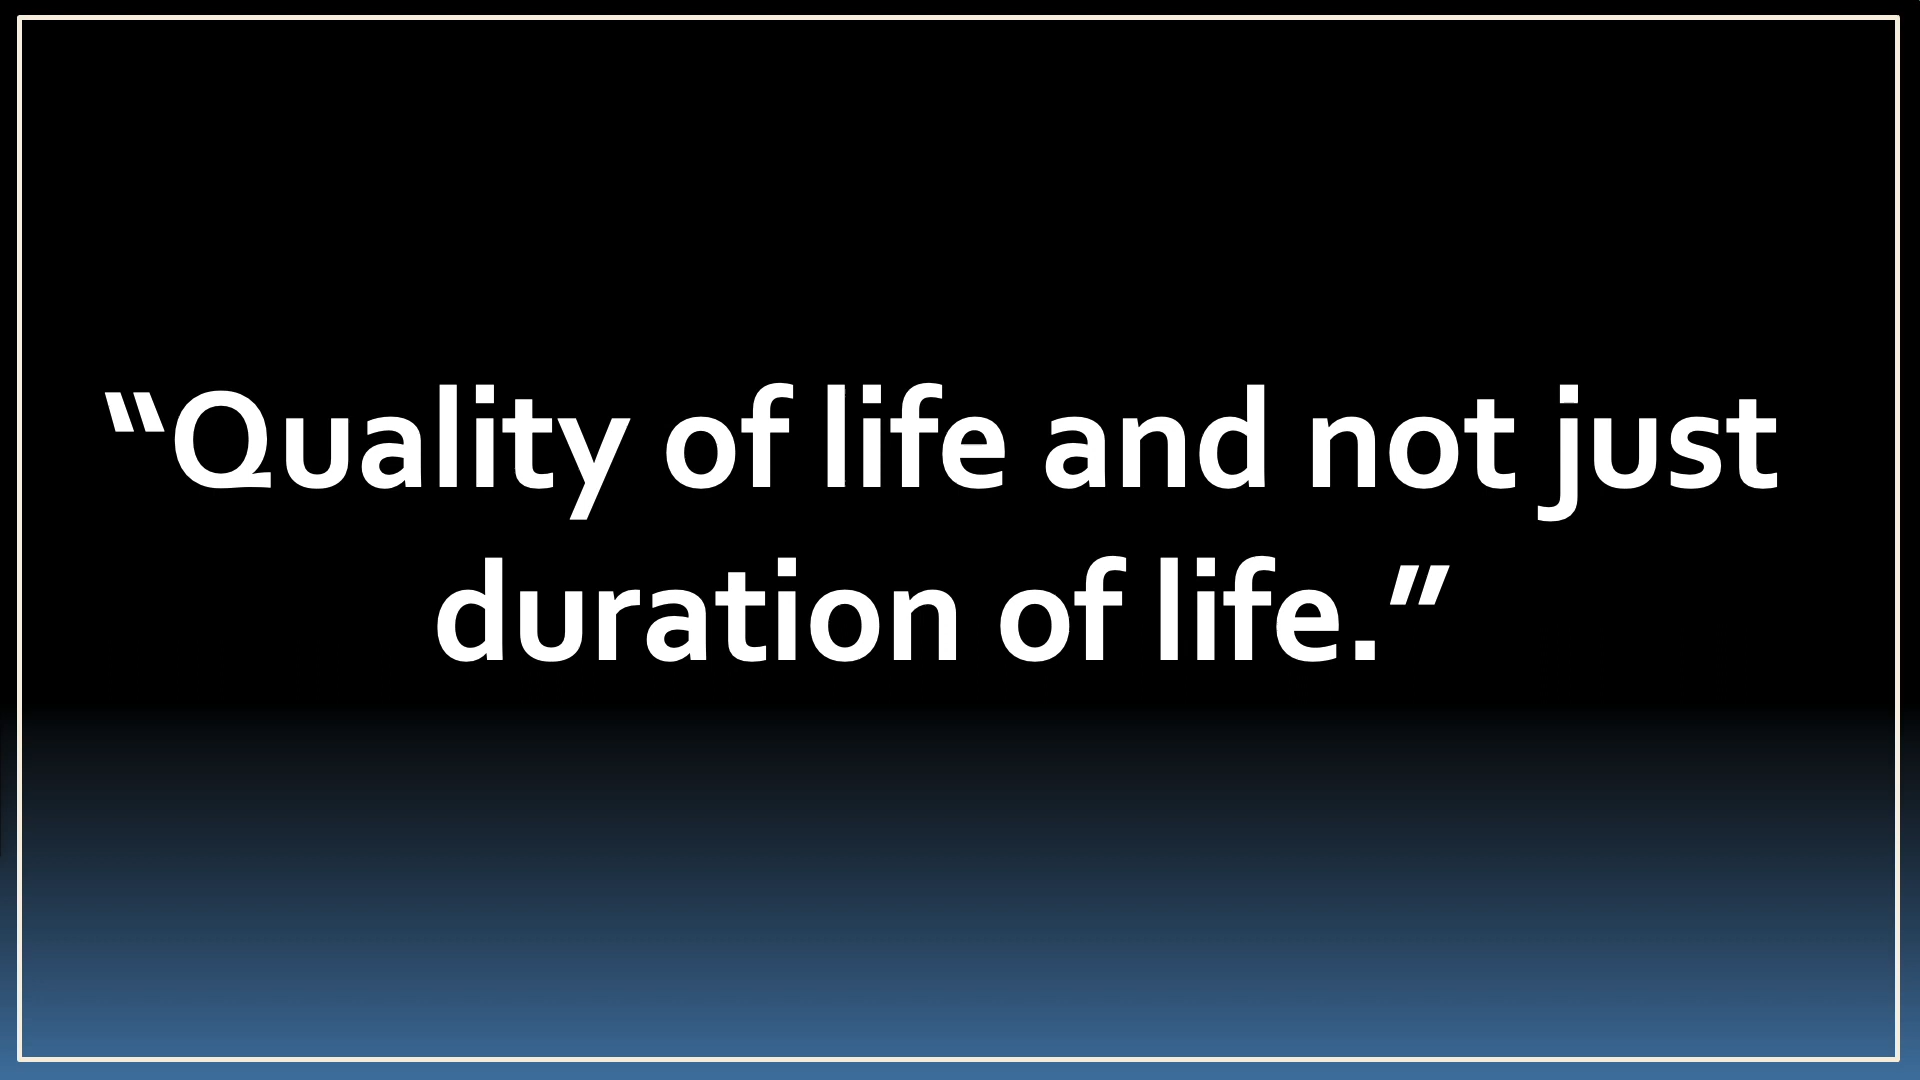 “Quality of life and not just
duration of life.”